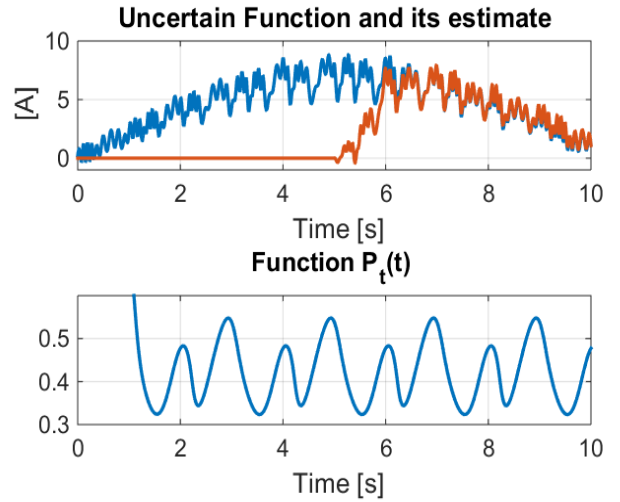 Uncertain Function and its estimate
10
5
0
[A]
0 2 4 6 8 10
Time [s]
Function P_t(t)
0.5
0.4
0.3
0 2 4 6 8 10
Time [s]